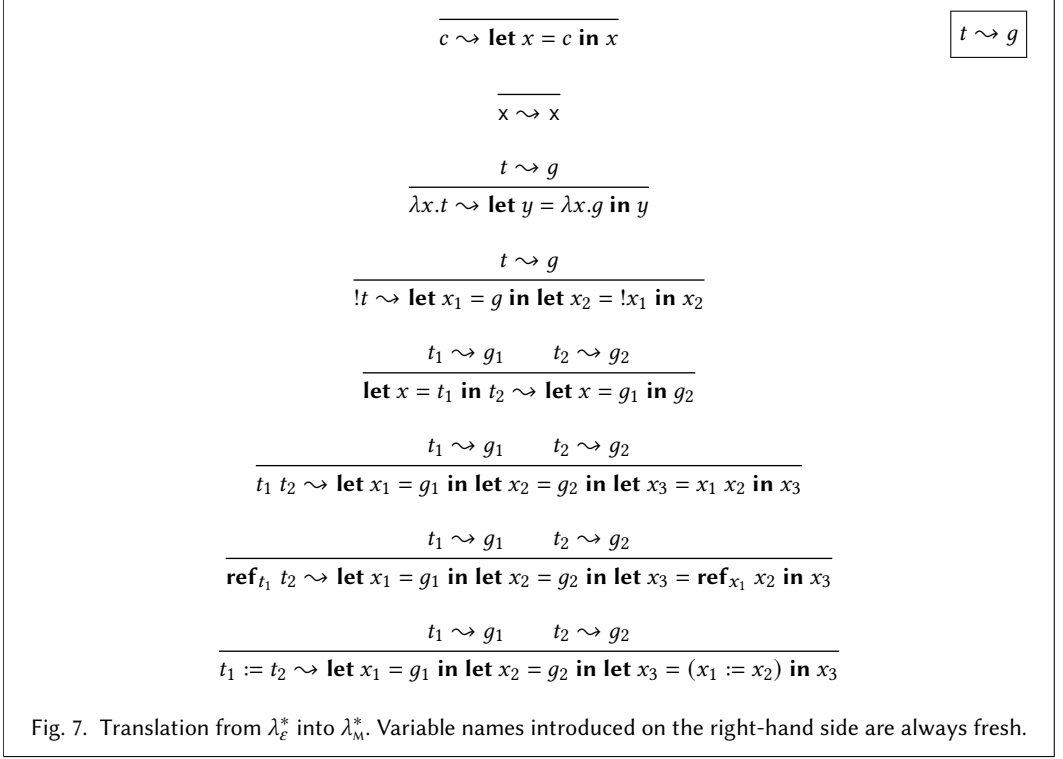 c ⇝ let x = c in x
t ⇝ g
x ⇝ x
t ⇝ g
λx.t ⇝ let y = λx.g in y
t ⇝ g
!t ⇝ let x₁ = g in let x₂ = !x₁ in x₂
t₁ ⇝ g₁ t₂ ⇝ g₂
let x = t₁ in t₂ ⇝ let x = g₁ in g₂
t₁ ⇝ g₁ t₂ ⇝ g₂
t₁ t₂ ⇝ let x₁ = g₁ in let x₂ = g₂ in let x₃ = x₁ x₂ in x₃
t₁ ⇝ g₁ t₂ ⇝ g₂
ref_{t₁} t₂ ⇝ let x₁ = g₁ in let x₂ = g₂ in let x₃ = ref_{x₁} x₂ in x₃
t₁ ⇝ g₁ t₂ ⇝ g₂
t₁ := t₂ ⇝ let x₁ = g₁ in let x₂ = g₂ in let x₃ = (x₁ := x₂) in x₃
Fig. 7. Translation from λ*_ε into λ*_M. Variable names introduced on the right-hand side are always fresh.